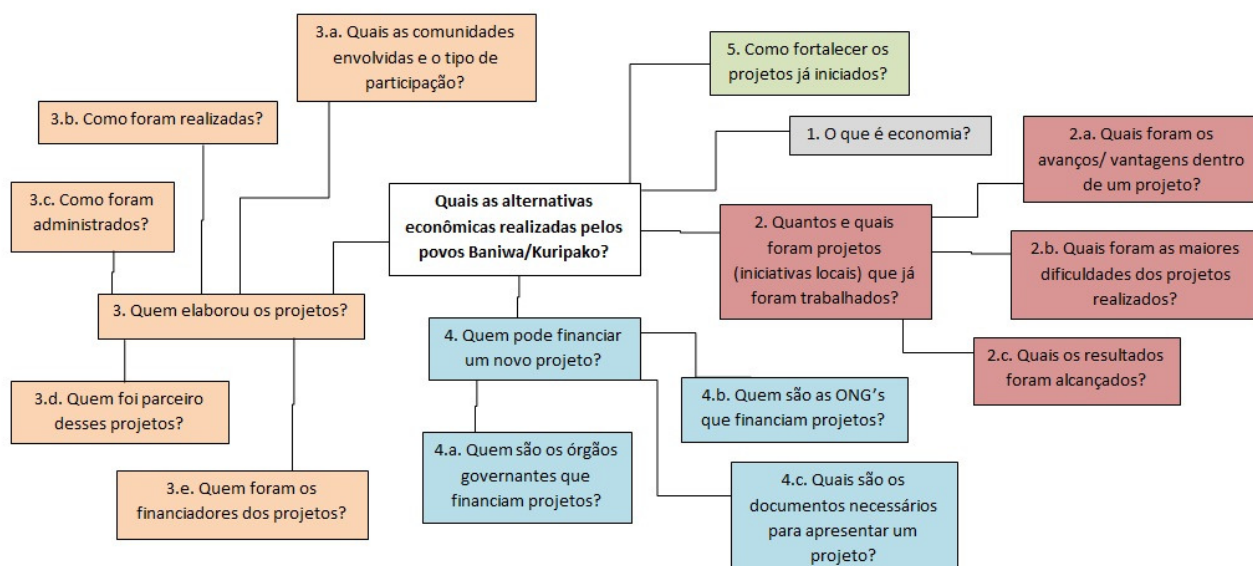 3.a. Quais as comunidades
envolvidas e o tipo de
participação?
5. Como fortalecer os
projetos já iniciados?
3.b. Como foram realizadas?
1. O que é economia?
2.a. Quais foram os
avanços/ vantagens dentro
de um projeto?
3.c. Como foram
administrados?
Quais as alternativas
econômicas realizadas pelos
povos Baniwa/Kuripako?
2. Quantos e quais
foram projetos
(iniciativas locais) que já
foram trabalhados?
2.b. Quais foram as maiores
dificuldades dos projetos
realizados?
3. Quem elaborou os projetos?
4. Quem pode financiar
um novo projeto?
2.c. Quais os resultados
foram alcançados?
3.d. Quem foi parceiro
desses projetos?
4.b. Quem são as ONG's
que financiam projetos?
4.a. Quem são os órgãos
governantes que
financiam projetos?
3.e. Quem foram os
financiadores dos projetos?
4.c. Quais são os
documentos necessários
para apresentar um
projeto?